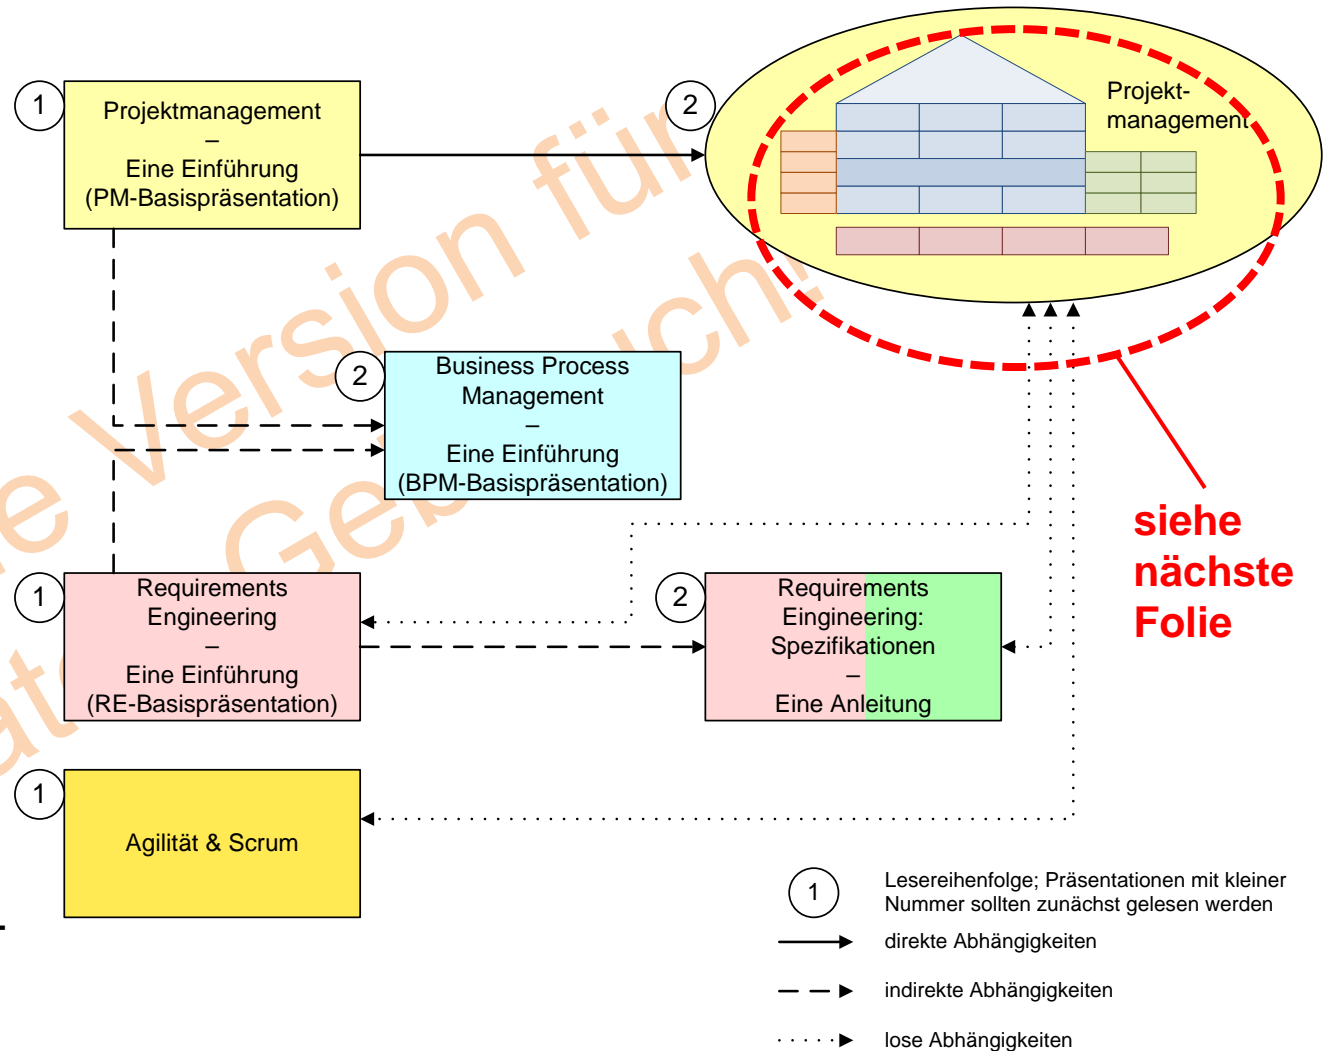 1
Projektmanagement
–
Eine Einführung
(PM-Basispräsentation)
2
Projekt-
management
2
Business Process
Management
–
Eine Einführung
(BPM-Basispräsentation)
siehe
nächste
Folie
1
Requirements
Engineering
–
Eine Einführung
(RE-Basispräsentation)
2
Requirements
Eingineering:
Spezifikationen
–
Eine Anleitung
1
Agilität & Scrum
1
Lesereihenfolge; Präsentationen mit kleiner
Nummer sollten zunächst gelesen werden
direkte Abhängigkeiten
indirekte Abhängigkeiten
lose Abhängigkeiten
Version für